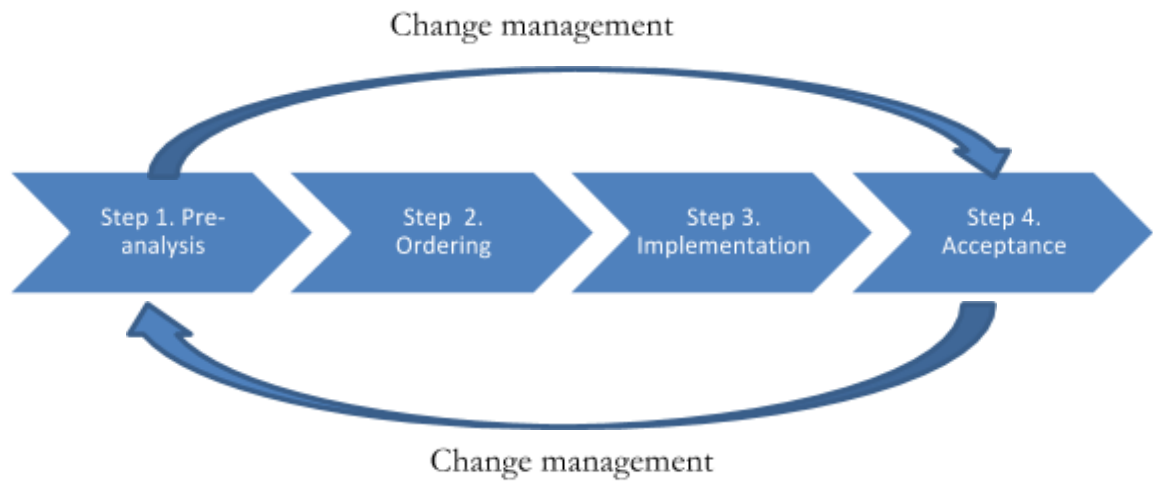 Change management
Step 1. Pre-
analysis
Step 2.
Ordering
Step 3.
Implementation
Step 4.
Acceptance
Change management